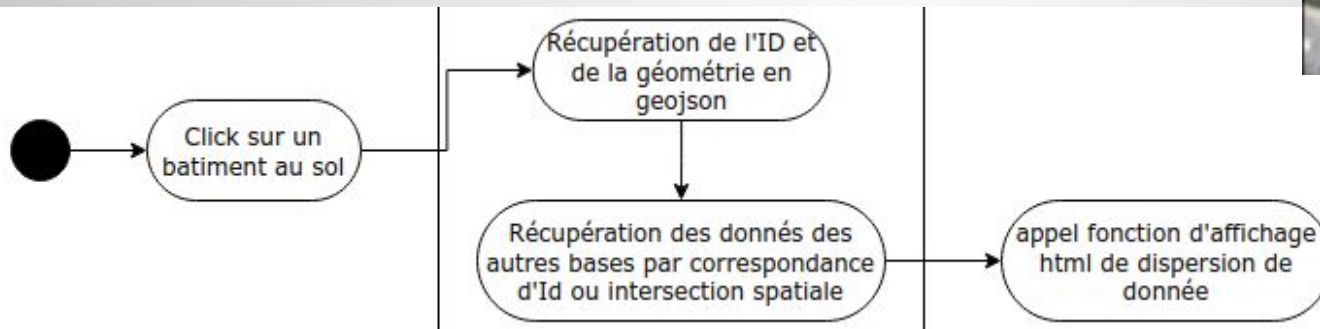 Click sur un
batiment au sol
Récupération de l'ID et
de la géométrie en
geojson
Récupération des donnés des
autres bases par correspondance
d'Id ou intersection spatiale
appel fonction d'affichage
html de dispersion de
donnée